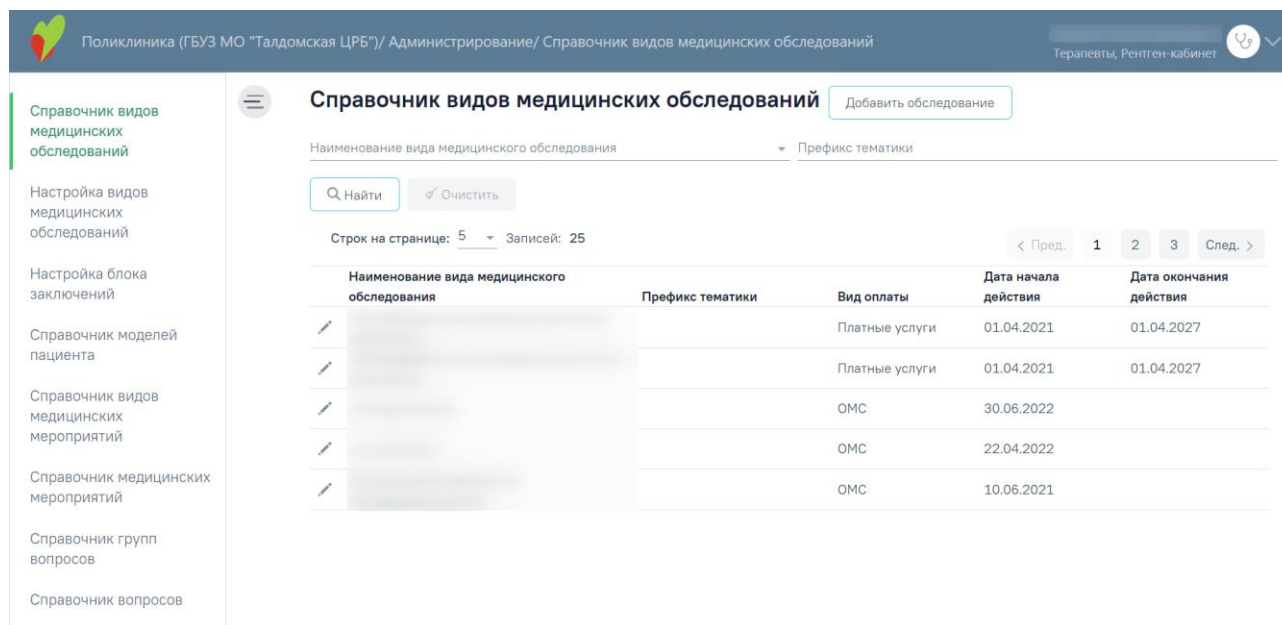 Поликлиника (ГБУЗ МО "Талдомская ЦРБ")/ Администрирование/ Справочник видов медицинских обследований
Терапевты, Рентген-кабинет
Справочник видов
медицинских
обследований
Настройка видов
медицинских
обследований
Настройка блока
заключений
Справочник моделей
пациента
Справочник видов
медицинских
мероприятий
Справочник медицинских
мероприятий
Справочник групп
вопросов
Справочник вопросов
Справочник видов медицинских обследований
Добавить обследование
Наименование вида медицинского обследования
Префикс тематики
Найти
Очистить
Строк на странице: 5 Записей: 25
< Пред. 1 2 3 След. >
Наименование вида медицинского
обследования
Префикс тематики
Вид оплаты
Дата начала
действия
Дата окончания
действия
Платные услуги 01.04.2021 01.04.2027
Платные услуги 01.04.2021 01.04.2027
ОМС 30.06.2022
ОМС 22.04.2022
ОМС 10.06.2021